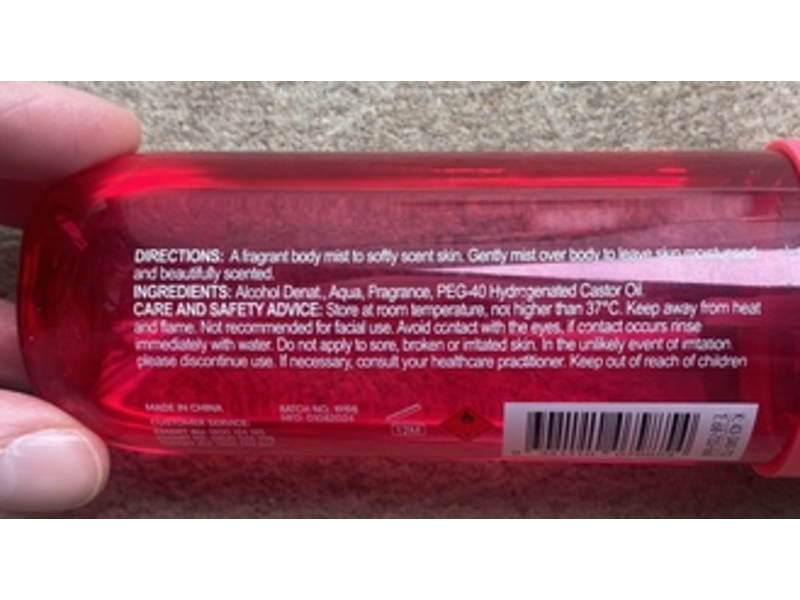 DIRECTIONS: A fragrant body mist to softly scent skin. Gently mist over body to leave skin moisturised
and beautifully scented.
INGREDIENTS: Alcohol Denat., Aqua, Fragrance, PEG-40 Hydrogenated Castor Oil
CARE AND SAFETY ADVICE: Store at room temperature, not higher than 37°C. Keep away from heat
and flame. Not recommended for facial use. Avoid contact with the eyes, if contact occurs rinse
immediately with water. Do not apply to sore, broken or irritated skin. In the unlikely event of irritation,
please discontinue use. If necessary, consult your healthcare practitioner. Keep out of reach of children
MADE IN CHINA
BATCH NO:
MFG: 01082024
CUSTOMER SERVICE:
12M